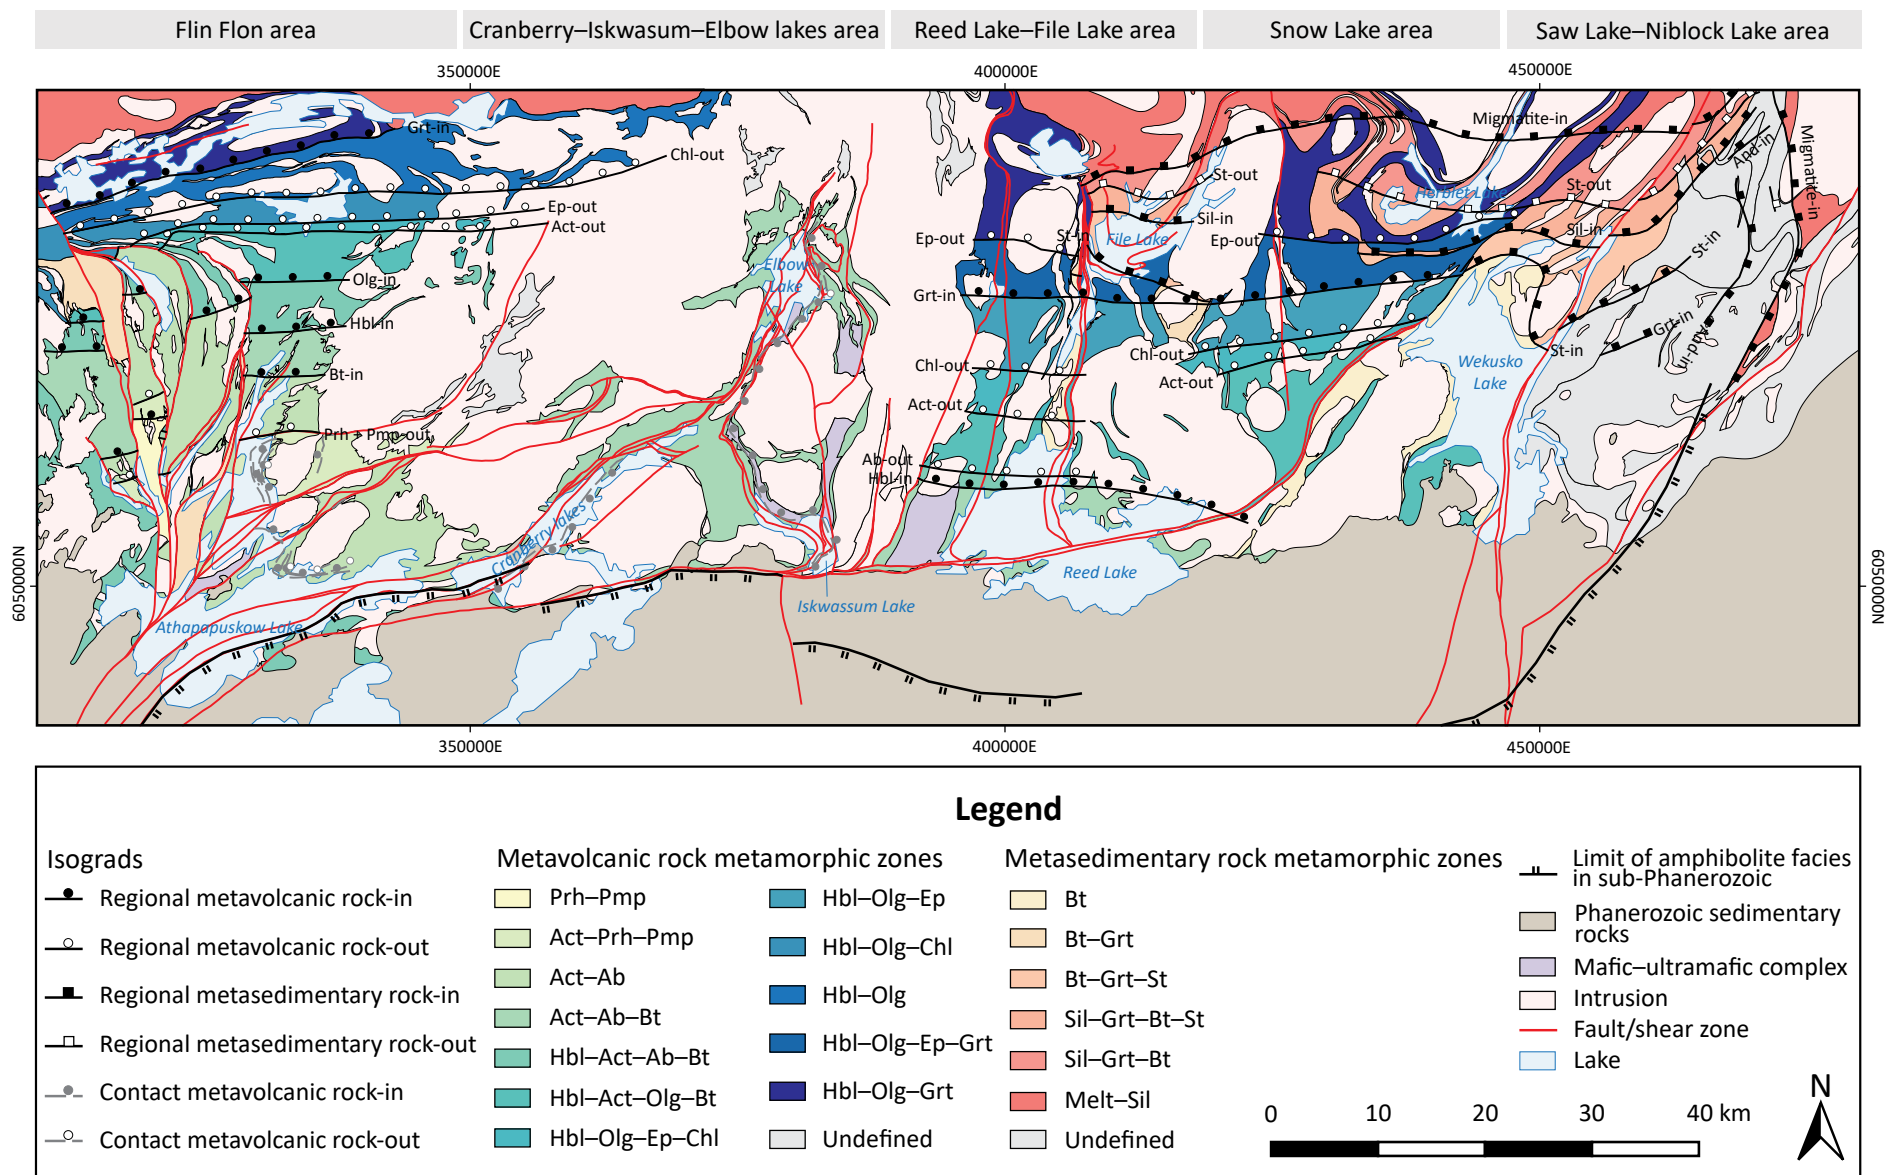 Flin Flon area
Cranberry–Iskwasum–Elbow lakes area
Reed Lake–File Lake area
Snow Lake area
Saw Lake–Niblock Lake area
350000E
400000E
450000E
Grt-in
Chl-out
Ep-out
Act-out
Olg-in
Hbl-in
Bt-in
Prh + Pmp-out
Elbow
Lake
Cranberry lakes
Athapapuskow Lake
Iskwassum Lake
Reed Lake
Ep-out
Grt-in
Chl-out
Act-out
Ab-out
Hbl-in
St-in
File Lake
St-out
Sil-in
Ep-out
Chl-out
Act-out
Migmatite-in
Herblet Lake
St-out
Sil-in
St-in
St-in
Grt-in
And-in
And-in
Migmatite-in
Wekusko
Lake
6050000N
6050000N
350000E
400000E
450000E
Legend
Isograds
Regional metavolcanic rock-in
Regional metavolcanic rock-out
Regional metasedimentary rock-in
Regional metasedimentary rock-out
Contact metavolcanic rock-in
Contact metavolcanic rock-out
Metavolcanic rock metamorphic zones
Prh–Pmp
Act–Prh–Pmp
Act–Ab
Act–Ab–Bt
Hbl–Act–Ab–Bt
Hbl–Act–Olg–Bt
Hbl–Olg–Ep–Chl
Hbl–Olg–Ep
Hbl–Olg–Chl
Hbl–Olg
Hbl–Olg–Ep–Grt
Hbl–Olg–Grt
Undefined
Metasedimentary rock metamorphic zones
Bt
Bt–Grt
Bt–Grt–St
Sil–Grt–Bt–St
Sil–Grt–Bt
Melt–Sil
Undefined
Limit of amphibolite facies
in sub-Phanerozoic
Phanerozoic sedimentary
rocks
Mafic–ultramafic complex
Intrusion
Fault/shear zone
Lake
0 10 20 30 40 km
N